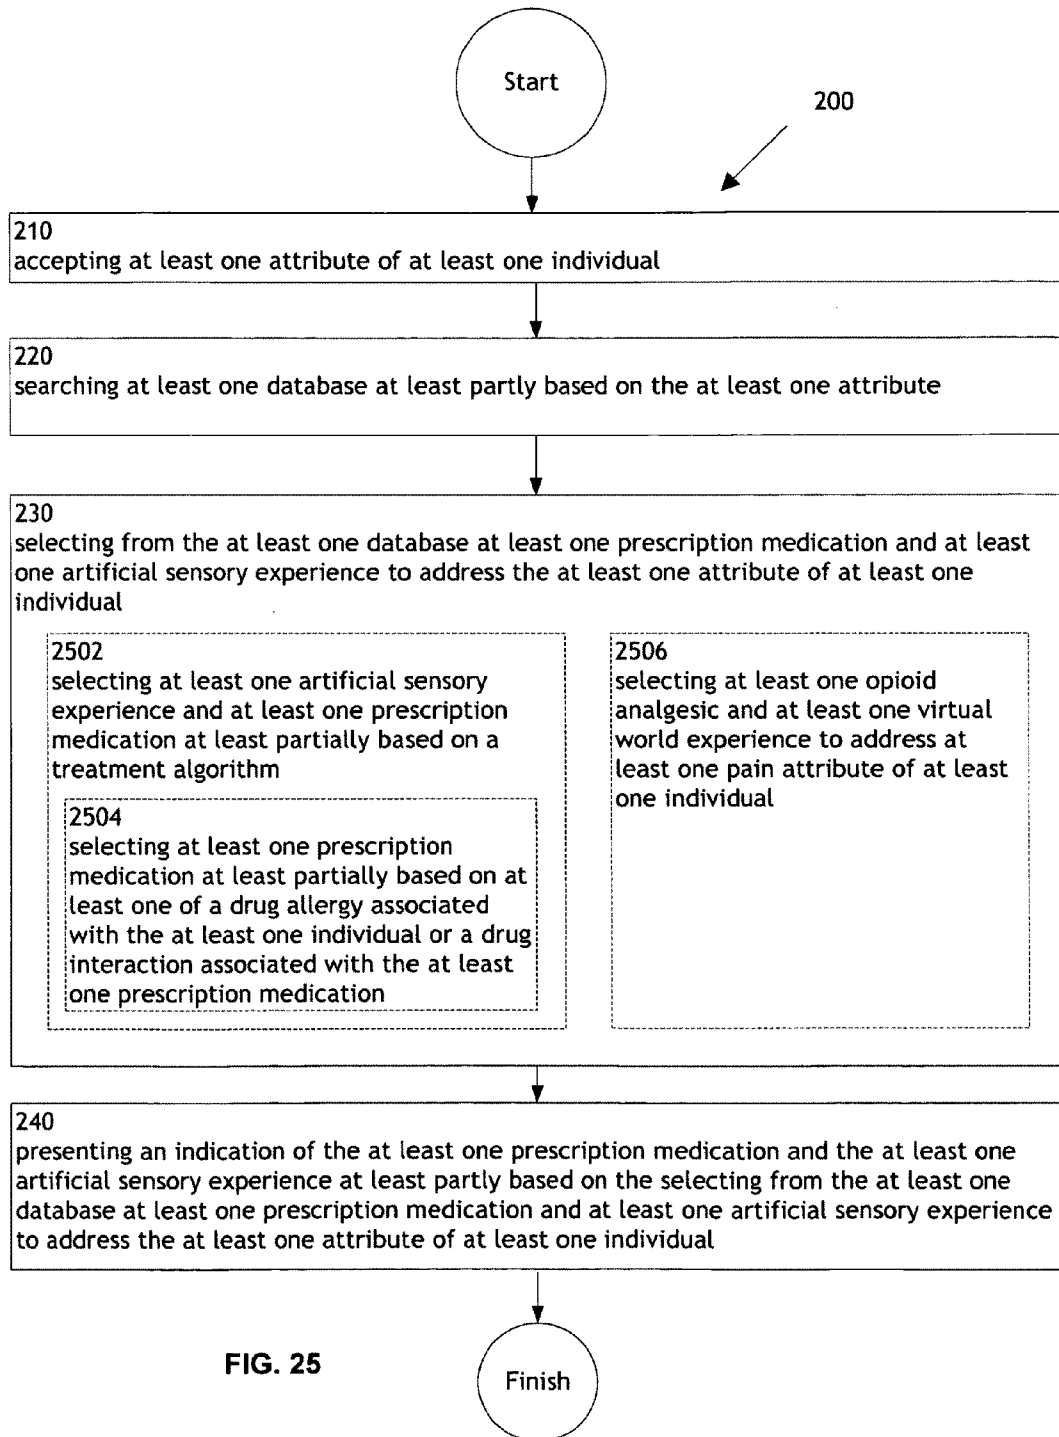 Start
200
210
accepting at least one attribute of at least one individual
220
searching at least one database at least partly based on the at least one attribute
230
selecting from the at least one database at least one prescription medication and at least
one artificial sensory experience to address the at least one attribute of at least one
individual
2502
selecting at least one artificial sensory
experience and at least one prescription
medication at least partially based on a
treatment algorithm
2504
selecting at least one prescription
medication at least partially based on at
least one of a drug allergy associated
with the at least one individual or a drug
interaction associated with the at least
one prescription medication
2506
selecting at least one opioid
analgesic and at least one virtual
world experience to address at
least one pain attribute of at least
one individual
240
presenting an indication of the at least one prescription medication and the at least one
artificial sensory experience at least partly based on the selecting from the at least one
database at least one prescription medication and at least one artificial sensory experience
to address the at least one attribute of at least one individual
FIG. 25
Finish